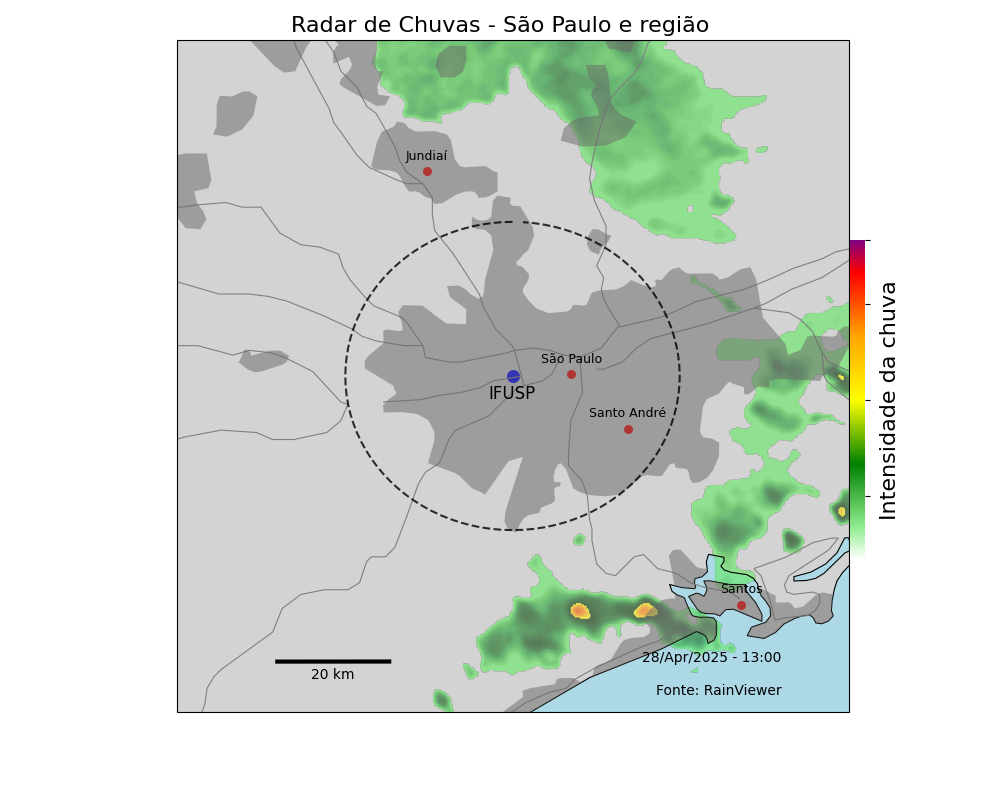 Radar de Chuvas - São Paulo e região
Jundiaí
São Paulo
IFUSP
Santo André
Santos
28/Apr/2025 - 13:00
20 km
Fonte: RainViewer
Intensidade da chuva